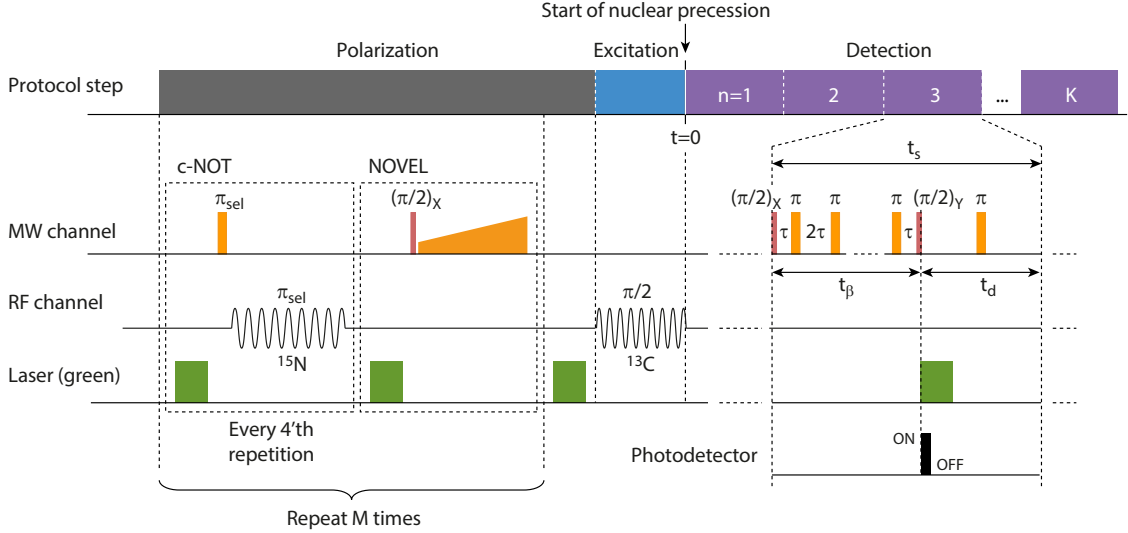 Start of nuclear precession
Polarization Excitation Detection
Protocol step n=1 2 3 ... K
t=0
c-NOT NOVEL t_s
π_sel (π/2)_X (π/2)_X π π π (π/2)_Y π
MW channel τ 2τ τ
t_β t_d
RF channel π_sel π/2
¹⁵N ¹³C
Laser (green)
Every 4'th
repetition
Photodetector ON
OFF
Repeat M times